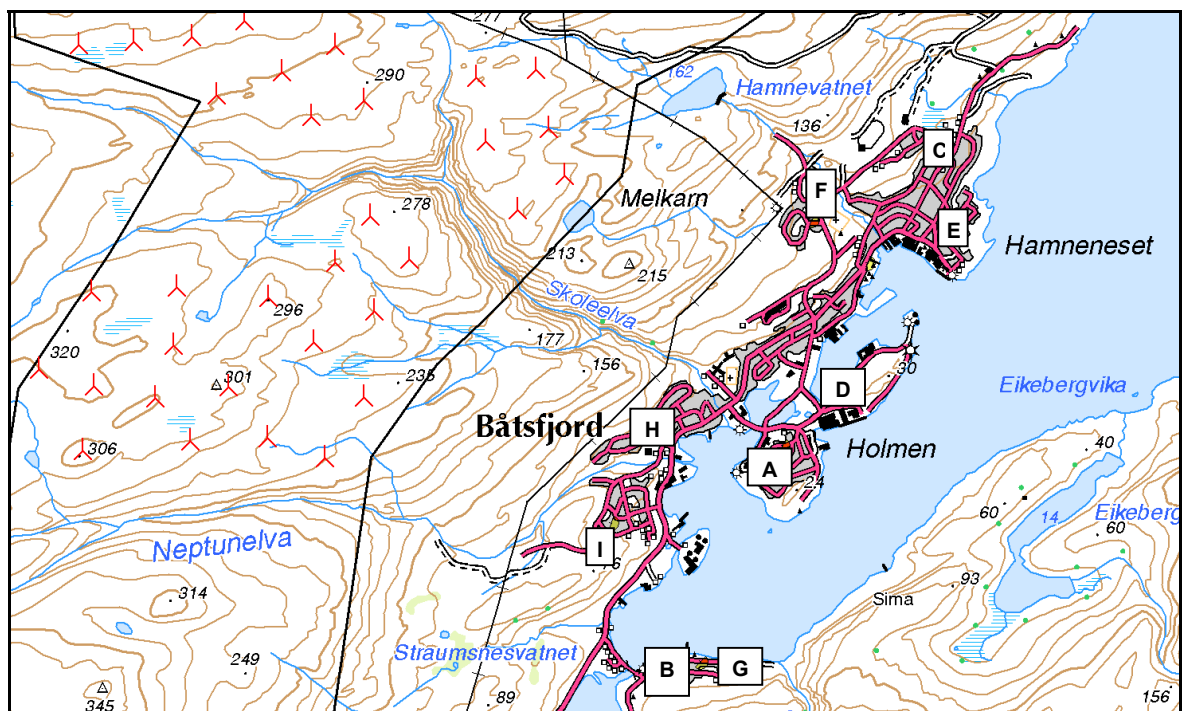 277
290
162
Hamnevatnet
136
C
F
Melkarn
278
E
Hamneneset
213
215
Skoleelva
296
177
320
156
30
301
235
D
Eikebergvika
Båtsfjord
H
Holmen
306
A
40
24
60
14
Eikeberg
60
Neptunelva
I
6
93
314
Sima
Straumsnesvatnet
249
B
G
89
156
345